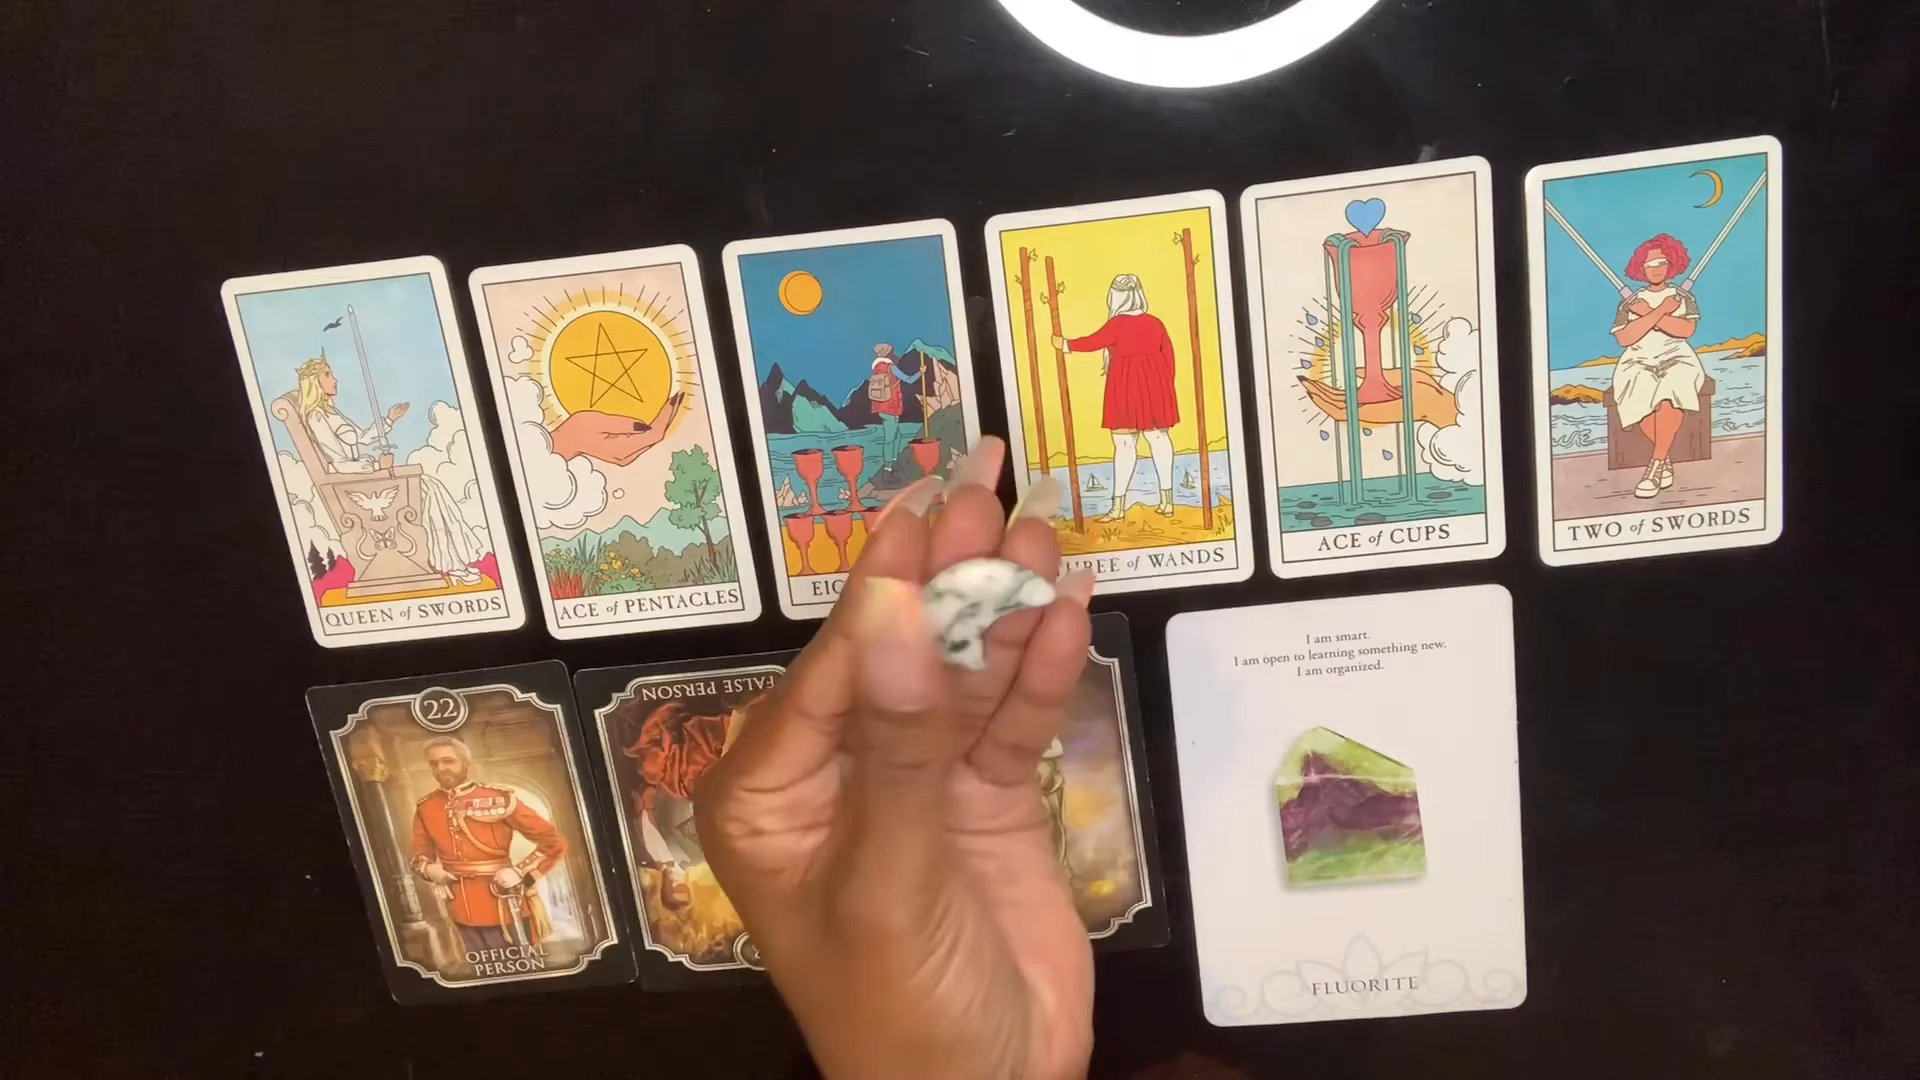 QUEEN of SWORDS
ACE of PENTACLES
THREE of WANDS
ACE of CUPS
TWO of SWORDS
22
OFFICIAL
PERSON
FALSE PERSON
I am smart.
I am open to learning something new.
I am organized.
FLUORITE